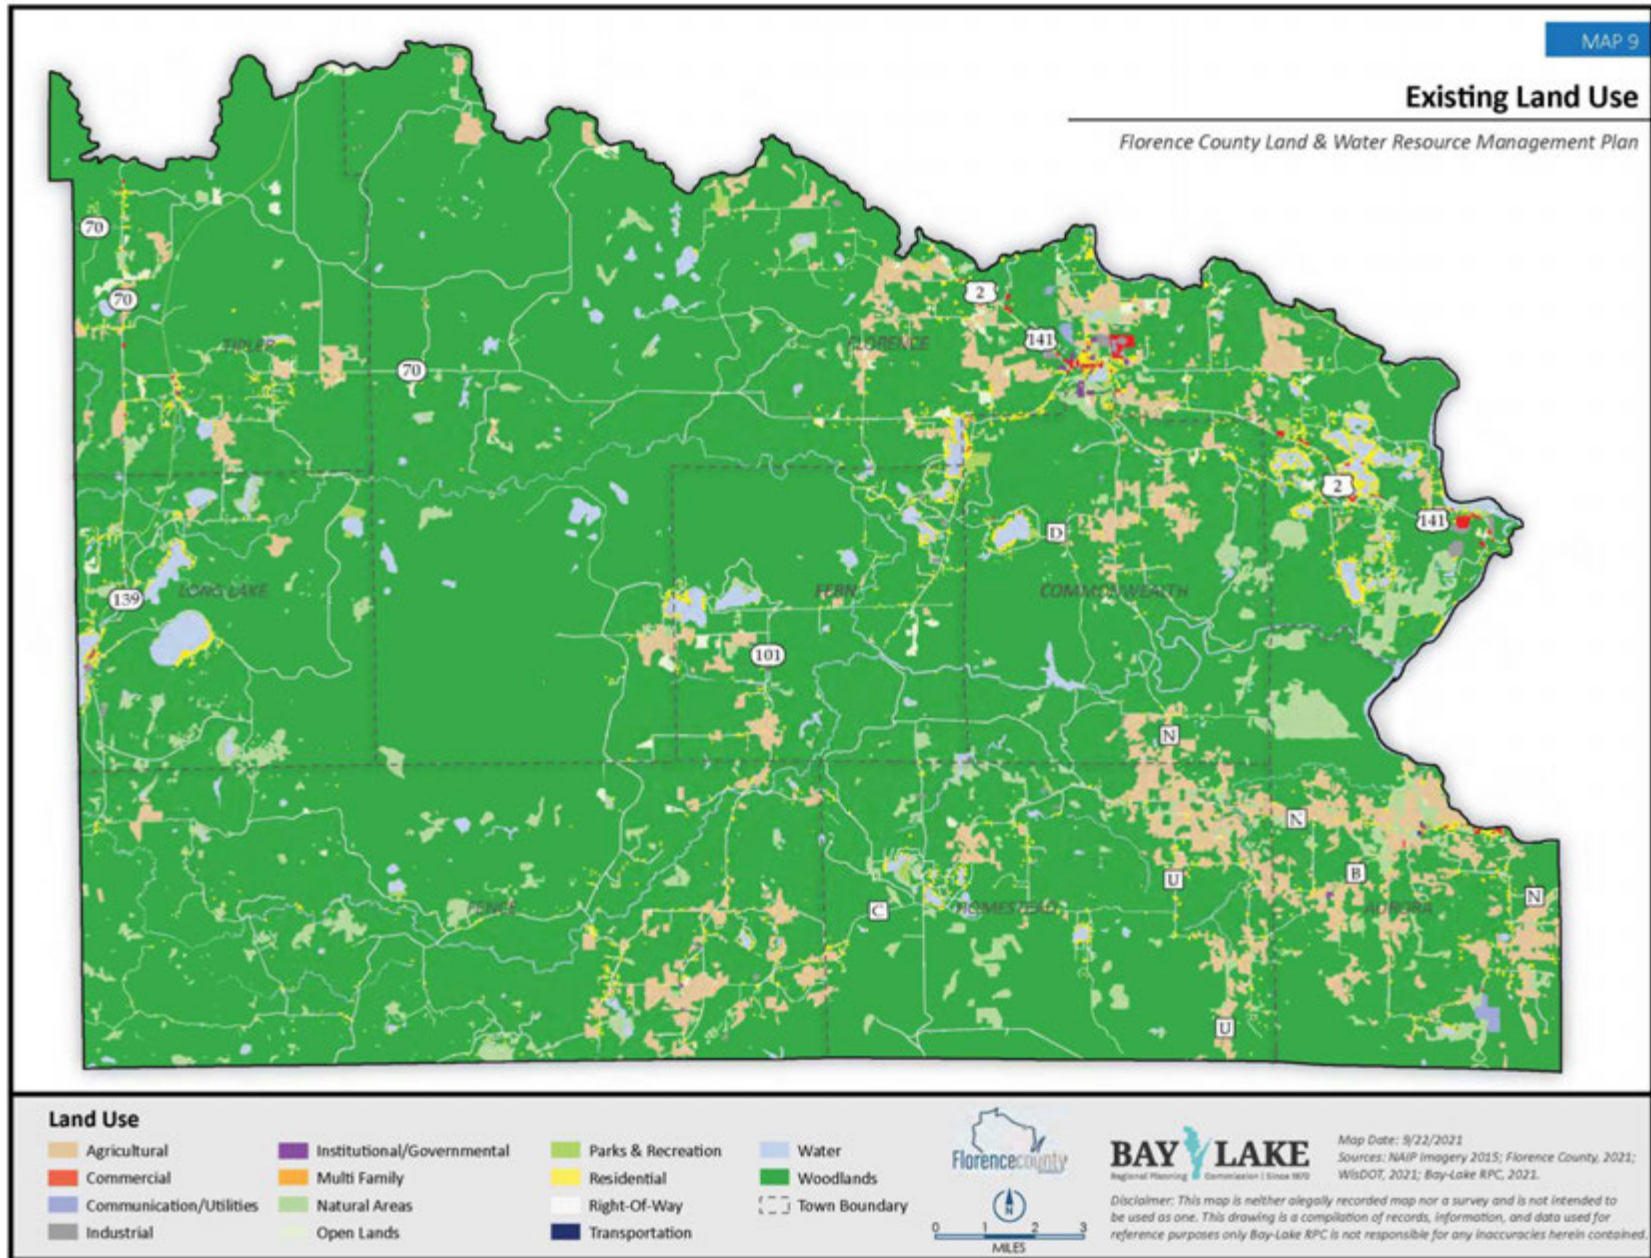 MAP 9
Existing Land Use
Florence County Land & Water Resource Management Plan
70
70
2
141
TIPLER
FLORENCE
70
2
141
D
139
LONG LAKE
FERN
COMMONWEALTH
101
N
N
B
U
N
C
FENCE
HOMESTEAD
AURORA
U
Land Use
Agricultural
Commercial
Communication/Utilities
Industrial
Institutional/Governmental
Multi Family
Natural Areas
Open Lands
Parks & Recreation
Residential
Right-Of-Way
Transportation
Water
Woodlands
Town Boundary
Florencecounty
N
0 1 2 3
MILES
BAY LAKE
Regional Planning Commission | Since 1972
Map Date: 9/22/2021
Sources: NAIP Imagery 2015; Florence County, 2021;
WisDOT, 2021; Bay-Lake RPC, 2021.
Disclaimer: This map is neither alegally recorded map nor a survey and is not intended to
be used as one. This drawing is a compilation of records, information, and data used for
reference purposes only Bay-Lake RPC is not responsible for any inaccuracies herein contained